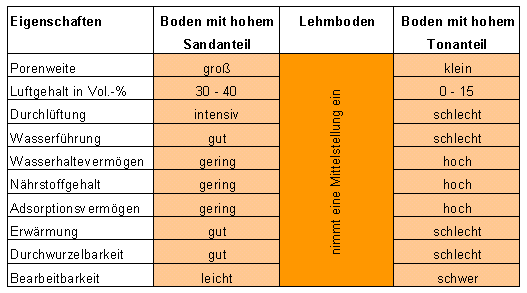 Eigenschaften Boden mit hohem Lehmboden Boden mit hohem
Sandanteil Tonanteil
Porenweite groß klein
Luftgehalt in Vol.-% 30 - 40 0 - 15
Durchlüftung intensiv schlecht
Wasserführung gut schlecht
Wasserhaltevermögen gering hoch
Nährstoffgehalt gering hoch
Adsorptionsvermögen gering hoch
Erwärmung gut schlecht
Durchwurzelbarkeit gut schlecht
Bearbeitbarkeit leicht schwer
nimmt eine Mittelstellung ein